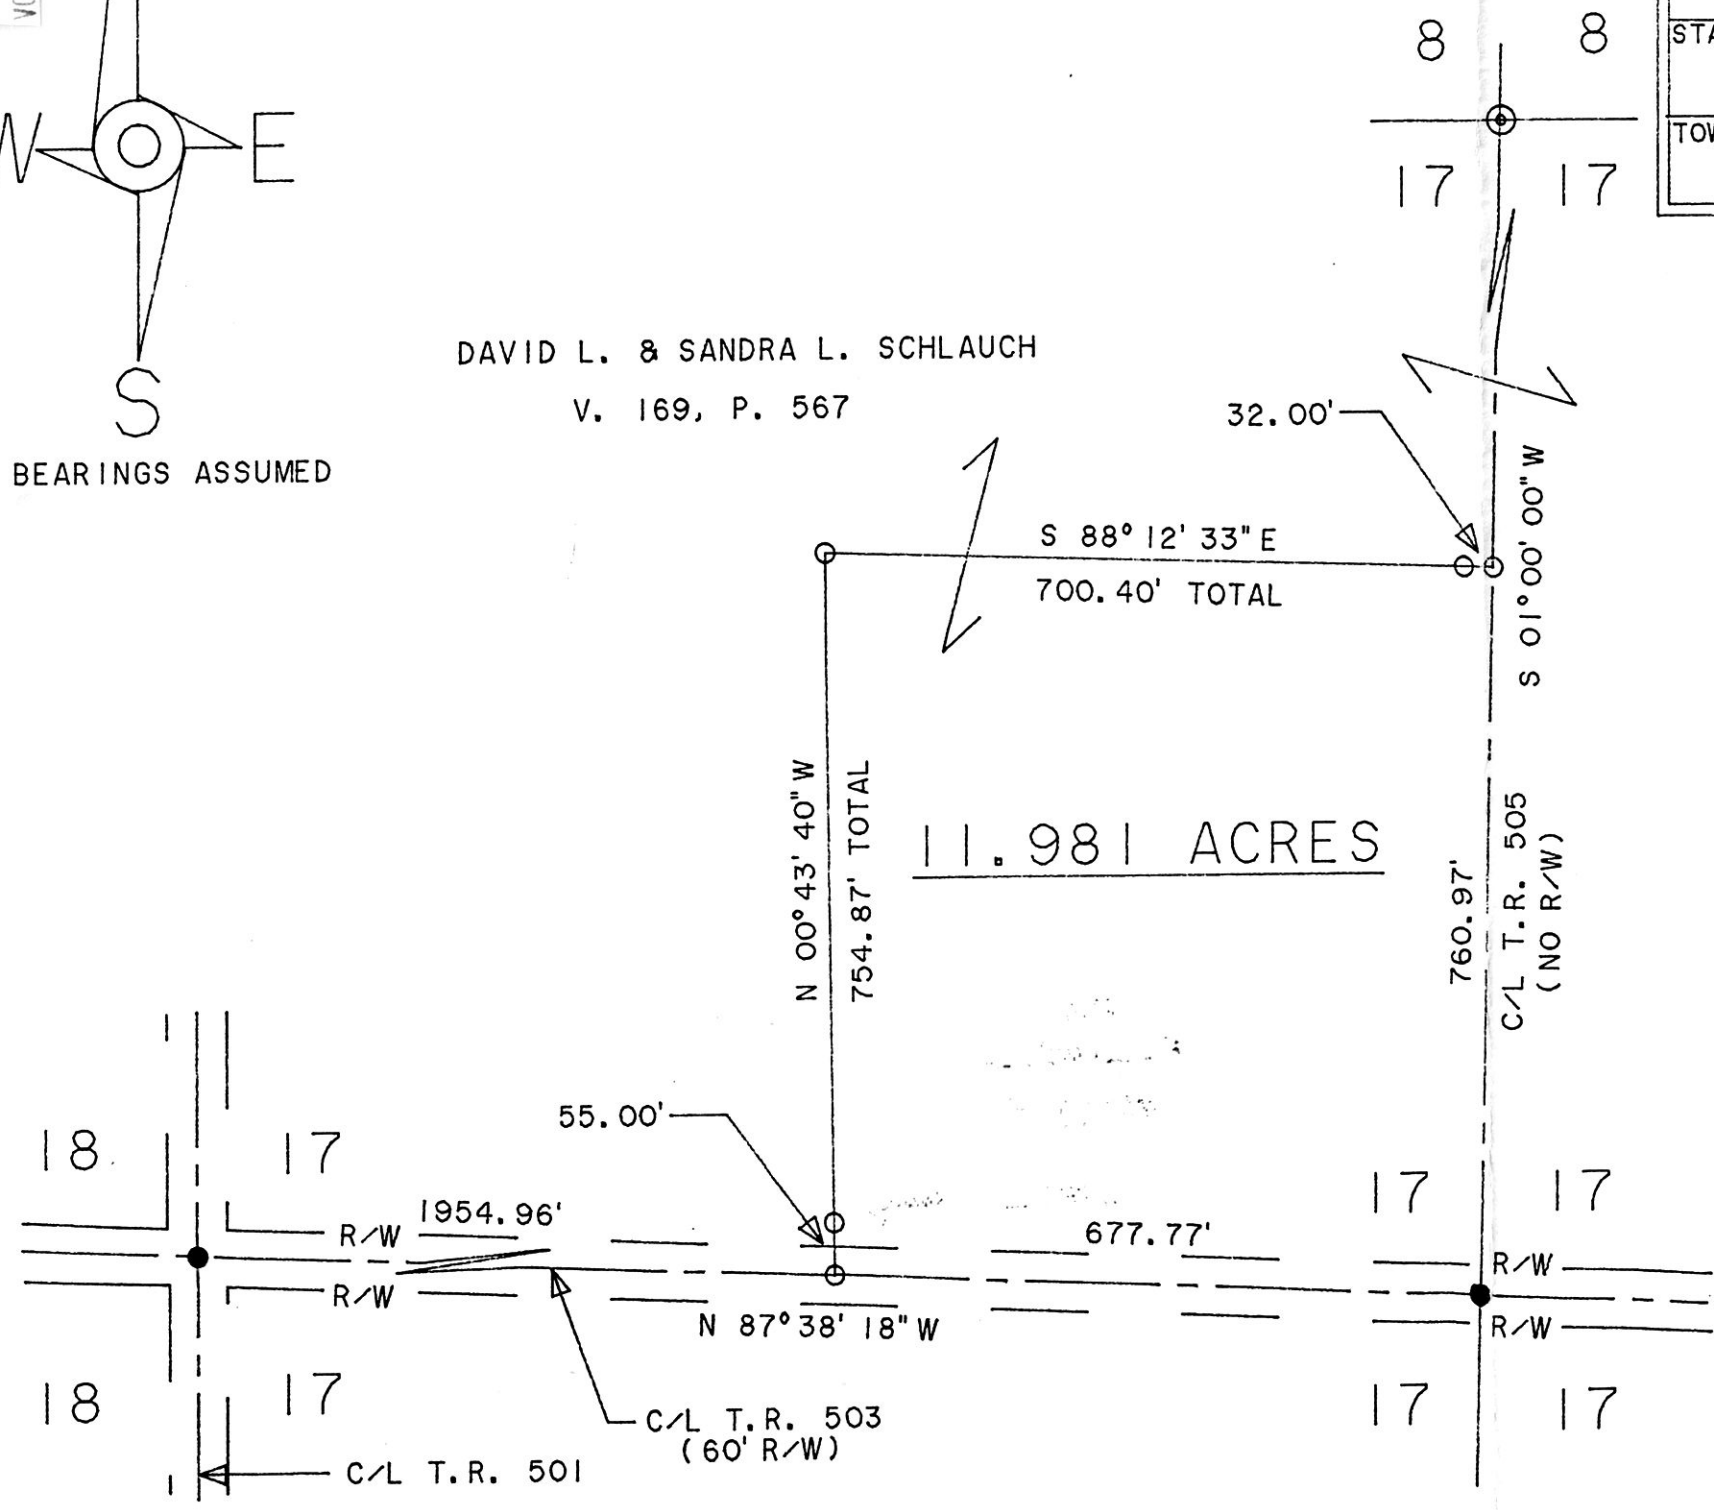 8 8
STA
TOW
17 17
W E
S
BEARINGS ASSUMED
DAVID L. & SANDRA L. SCHLAUCH
V. 169, P. 567
32.00'
S 88° 12' 33" E
700.40' TOTAL
S 01° 00' 00" W
N 00° 43' 40" W
754.87' TOTAL
11.981 ACRES
760.97'
C/L T.R. 505
(NO R/W)
55.00'
18 17
17 17
1954.96'
677.77'
R/W
R/W
R/W
R/W
N 87° 38' 18" W
18 17
17 17
C/L T.R. 503
(60' R/W)
C/L T.R. 501